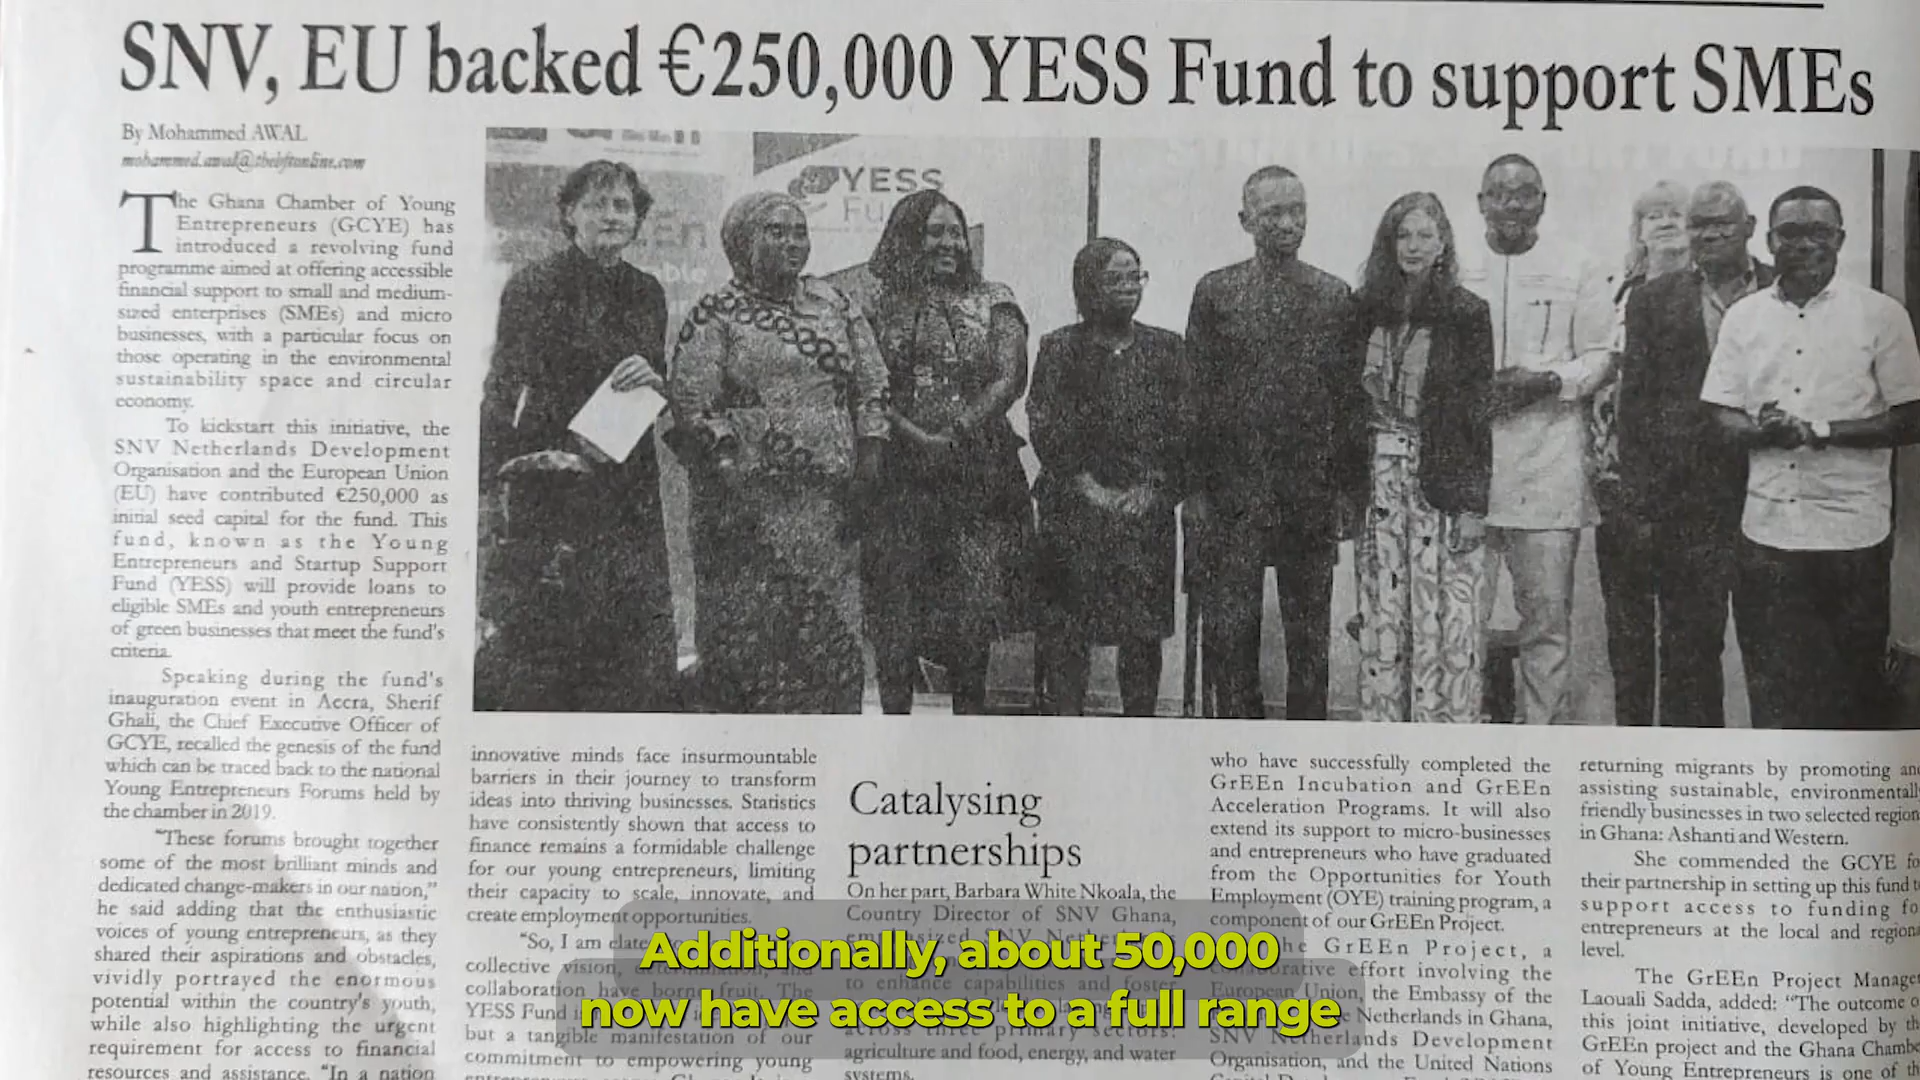 SNV, EU backed €250,000 YESS Fund to support SMEs
By Mohammed AWAL
mohammed.awal@thebftonline.com
The Ghana Chamber of Young
Entrepreneurs (GCYE) has
introduced a revolving fund
programme aimed at offering accessible
financial support to small and medium-
sized enterprises (SMEs) and micro
businesses, with a particular focus on
those operating in the environmental
sustainability space and circular
economy.
To kickstart this initiative, the
SNV Netherlands Development
Organisation and the European Union
(EU) have contributed €250,000 as
initial seed capital for the fund. This
fund, known as the Young
Entrepreneurs and Startup Support
Fund (YESS) will provide loans to
eligible SMEs and youth entrepreneurs
of green businesses that meet the fund's
criteria.
Speaking during the fund's
inauguration event in Accra, Sherif
Ghali, the Chief Executive Officer of
GCYE, recalled the genesis of the fund
which can be traced back to the national
Young Entrepreneurs Forums held by
the chamber in 2019.
"These forums brought together
some of the most brilliant minds and
dedicated change-makers in our nation,"
he said adding that the enthusiastic
voices of young entrepreneurs, as they
shared their aspirations and obstacles,
vividly portrayed the enormous
potential within the country's youth,
while also highlighting the urgent
requirement for access to financial
resources and assistance. "In a nation
YESS
Fu
innovative minds face insurmountable
barriers in their journey to transform
ideas into thriving businesses. Statistics
have consistently shown that access to
finance remains a formidable challenge
for our young entrepreneurs, limiting
their capacity to scale, innovate, and
create employment opportunities.
"So, I am elate
collective vision, determination, and
collaboration have borne fruit. The
YESS Fund i
but a tangible manifestation of our
commitment to empowering young
Catalysing
partnerships
On her part, Barbara White Nkoala, the
Country Director of SNV Ghana,
emphasized SNV Netherl
to enhance capabilities and foster
across three primary sectors:
agriculture and food, energy, and water
systems.
who have successfully completed the
GrEEn Incubation and GrEEn
Acceleration Programs. It will also
extend its support to micro-businesses
and entrepreneurs who have graduated
from the Opportunities for Youth
Employment (OYE) training program, a
component of our GrEEn Project.
he GrEEn Project, a
orative effort involving the
European Union, the Embassy of the
e Netherlands in Ghana,
SNV Netherlands Development
Organisation, and the United Nations
returning migrants by promoting and
assisting sustainable, environmentall
friendly businesses in two selected region
in Ghana: Ashanti and Western.
She commended the GCYE fo
their partnership in setting up this fund t
support access to funding fo
entrepreneurs at the local and regiona
level.
The GrEEn Project Manager
Laouali Sadda, added: "The outcome o
this joint initiative, developed by th
GrEEn project and the Ghana Chambe
of Young Entrepreneurs is one of th
Additionally, about 50,000
now have access to a full range